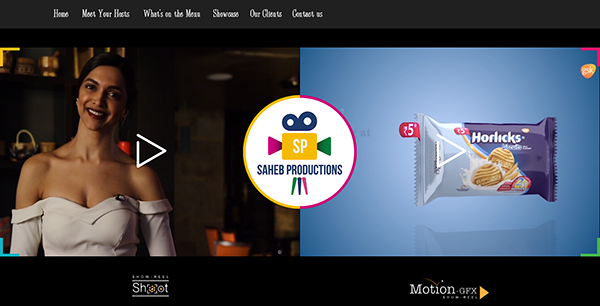 Home Meet Your Hosts What's on the Menu Showcase Our Clients Contact us
SP
SAHEB PRODUCTIONS
₹5
₹5
Horlicks
SHOW-REEL
Shoot
Motion-GFX
SHOW-REEL